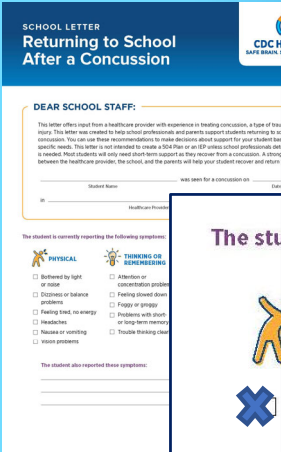 SCHOOL LETTER
Returning to School
After a Concussion
CDC H
SAFE BRAIN.
DEAR SCHOOL STAFF:
This letter offers input from a healthcare provider with experience in treating concussion, a type of trau
injury. This letter was created to help school professionals and parents support students returning to sc
concussion. You can use these recommendations to make decisions about support for your student bas
specific needs. This letter is not intended to create a 504 Plan or an IEP unless school professionals det
is needed. Most students will only need short-term support as they recover from a concussion. A strong
between the healthcare provider, the school, and the parents will help your student recover and return
was seen for a concussion on
Student Name
Date
in
Healthcare Provider
The student is currently reporting the following symptoms:
PHYSICAL
Bothered by light
or noise
Dizziness or balance
problems
Feeling tired, no energy
Headaches
Nausea or vomiting
Vision problems
THINKING OR
REMEMBERING
Attention or
concentration problem
Feeling slowed down
Foggy or groggy
Problems with short-
or long-term memory
Trouble thinking clear
The student also reported these symptoms:
The stu